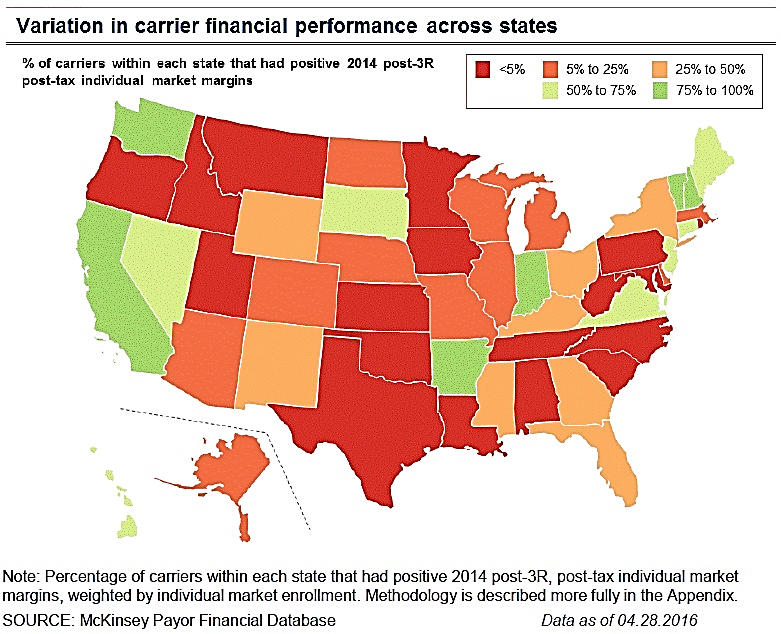 Variation in carrier financial performance across states
% of carriers within each state that had positive 2014 post-3R
post-tax individual market margins
<5% 5% to 25% 25% to 50%
50% to 75% 75% to 100%
Note: Percentage of carriers within each state that had positive 2014 post-3R, post-tax individual market
margins, weighted by individual market enrollment. Methodology is described more fully in the Appendix.
SOURCE: McKinsey Payor Financial Database Data as of 04.28.2016